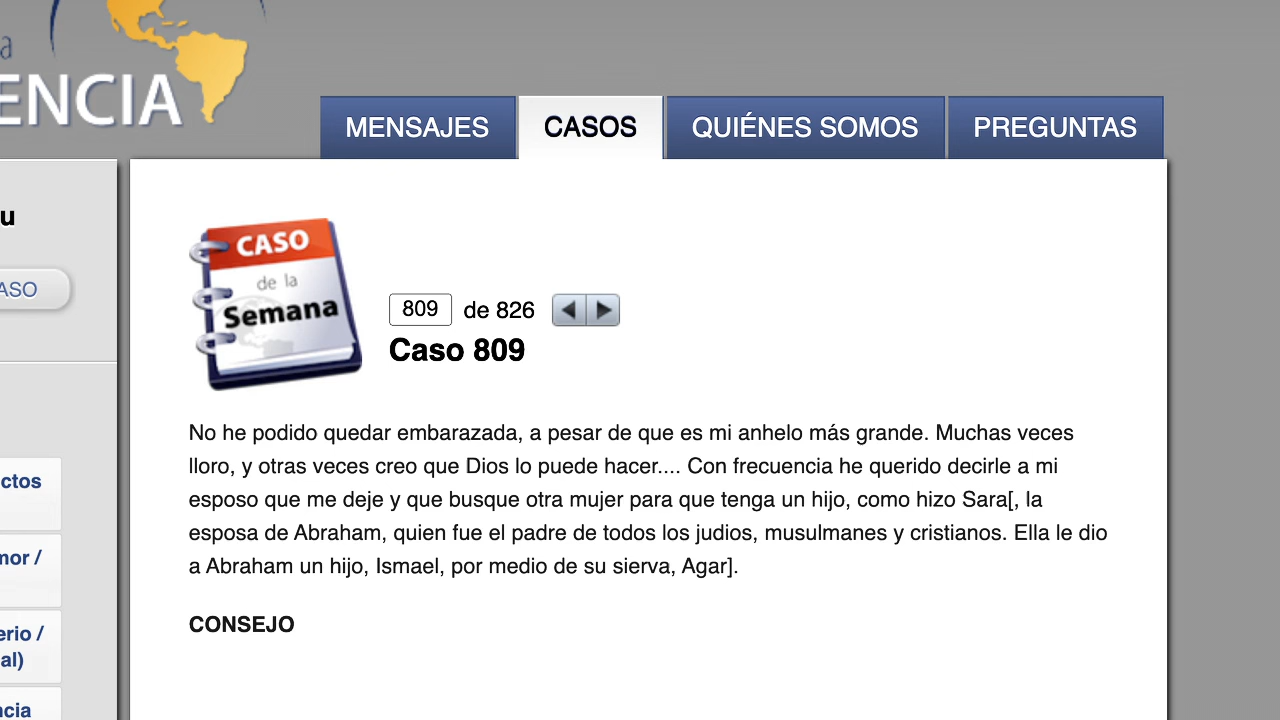 a
ENCIA
MENSAJES
CASOS
QUIÉNES SOMOS
PREGUNTAS
u
ASO
ctos
mor /
erio /
al)
ncia
CASO
de la
Semana
809 de 826
Caso 809
No he podido quedar embarazada, a pesar de que es mi anhelo más grande. Muchas veces
lloro, y otras veces creo que Dios lo puede hacer.... Con frecuencia he querido decirle a mi
esposo que me deje y que busque otra mujer para que tenga un hijo, como hizo Sara[, la
esposa de Abraham, quien fue el padre de todos los judios, musulmanes y cristianos. Ella le dio
a Abraham un hijo, Ismael, por medio de su sierva, Agar].
CONSEJO